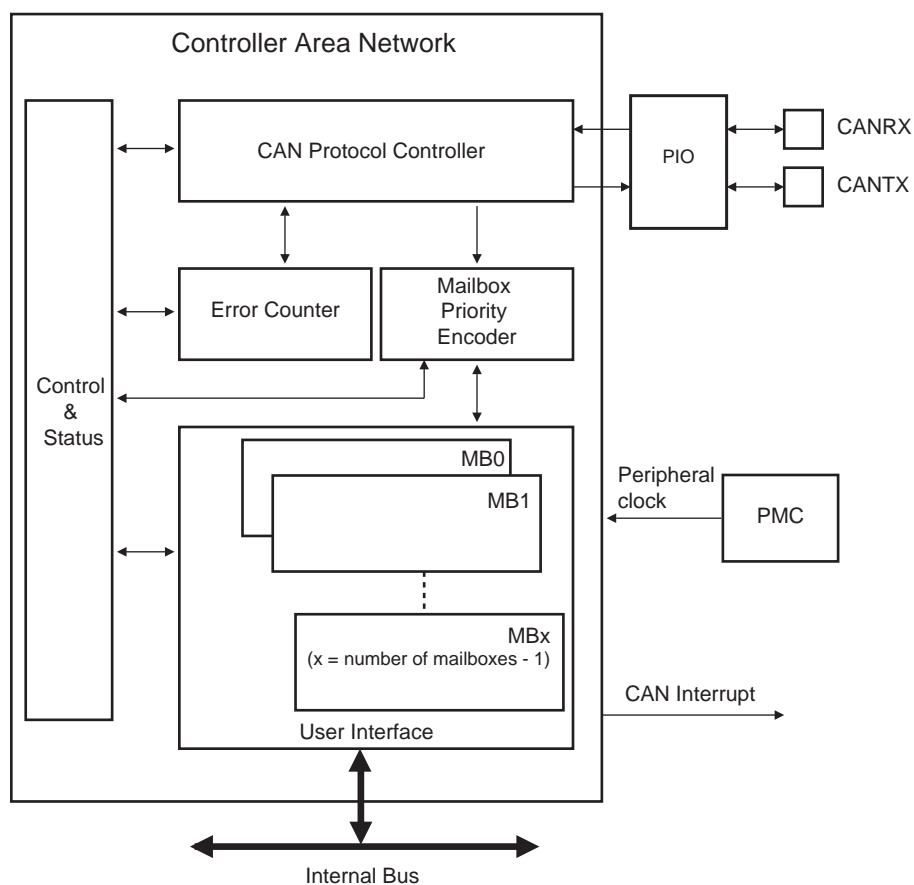 Controller Area Network
CAN Protocol Controller
PIO
CANRX
CANTX
Error Counter
Mailbox
Priority
Encoder
Control
&
Status
MB0
MB1
Peripheral
clock
PMC
MBx
(x = number of mailboxes - 1)
CAN Interrupt
User Interface
Internal Bus